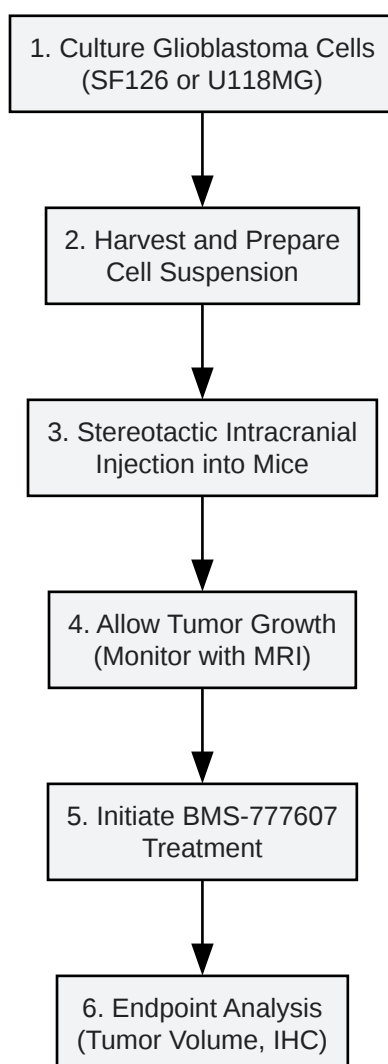 1. Culture Glioblastoma Cells
(SF126 or U118MG)
2. Harvest and Prepare
Cell Suspension
3. Stereotactic Intracranial
Injection into Mice
4. Allow Tumor Growth
(Monitor with MRI)
5. Initiate BMS-777607
Treatment
6. Endpoint Analysis
(Tumor Volume, IHC)